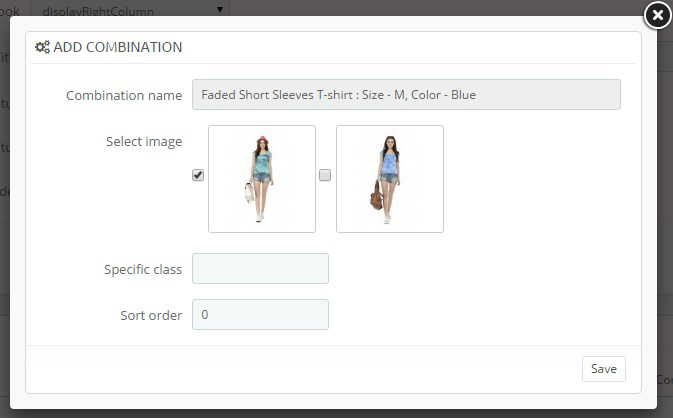 ook displayRightColumn
ADD COMBINATION
Combination name Faded Short Sleeves T-shirt : Size - M, Color - Blue
Select image
Specific class
Sort order 0
Save